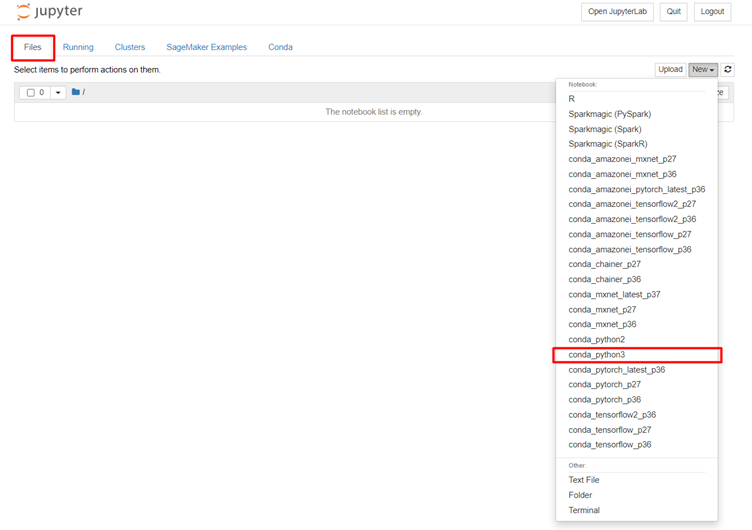 jupyter
Open JupyterLab Quit Logout
Files Running Clusters SageMaker Examples Conda
Select items to perform actions on them.
Upload New
0 /
The notebook list is empty.
Notebook:
R
Sparkmagic (PySpark)
Sparkmagic (Spark)
Sparkmagic (SparkR)
conda_amazonei_mxnet_p27
conda_amazonei_mxnet_p36
conda_amazonei_pytorch_latest_p36
conda_amazonei_tensorflow2_p27
conda_amazonei_tensorflow2_p36
conda_amazonei_tensorflow_p27
conda_amazonei_tensorflow_p36
conda_chainer_p27
conda_chainer_p36
conda_mxnet_latest_p37
conda_mxnet_p27
conda_mxnet_p36
conda_python2
conda_python3
conda_pytorch_latest_p36
conda_pytorch_p27
conda_pytorch_p36
conda_tensorflow2_p36
conda_tensorflow_p27
conda_tensorflow_p36
Other:
Text File
Folder
Terminal